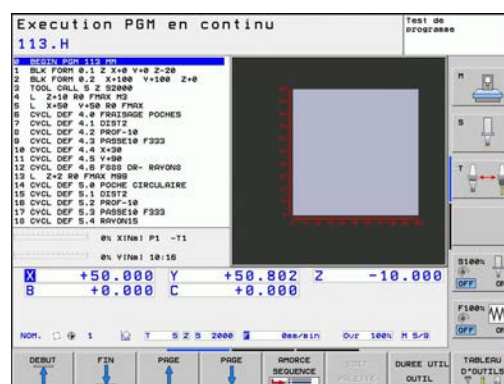 Execution PGM en continu
Test de
programme
113.H
0 BEGIN PGM 113 MM
1 BLK FORM 0.1 Z X+0 Y+0 Z-20
2 BLK FORM 0.2 X+100 Y+100 Z+0
3 TOOL CALL 5 Z S2000
4 L Z+10 R0 FMAX M3
5 L X+50 Y+50 R0 FMAX
6 CYCL DEF 4.0 FRAISAGE POCHES
7 CYCL DEF 4.1 DIST2
8 CYCL DEF 4.2 PROF-10
9 CYCL DEF 4.3 PASSE10 F333
10 CYCL DEF 4.4 X+30
11 CYCL DEF 4.5 Y+90
12 CYCL DEF 4.6 F888 DR- RAYON8
13 L Z+2 R0 FMAX M99
14 CYCL DEF 5.0 POCHE CIRCULAIRE
15 CYCL DEF 5.1 DIST2
16 CYCL DEF 5.2 PROF-10
17 CYCL DEF 5.3 PASSE10 F333
18 CYCL DEF 5.4 RAYON15
M
S
T
0% X[Nm] P1 -T1
0% Y[Nm] 10:16
S100%
OFF ON
X +50.000 Y +50.802 Z -10.000
B +0.000 C +0.000
F100%
OFF ON
NOM. 1 T 5 Z S 2000 0mm/min Ovr 100% M 5/9
DEBUT
FIN
PAGE
PAGE
AMORCE
SEQUENCE
EDIT
PALETTE
DUREE UTIL
OUTIL
TABLEAU
D'OUTILS